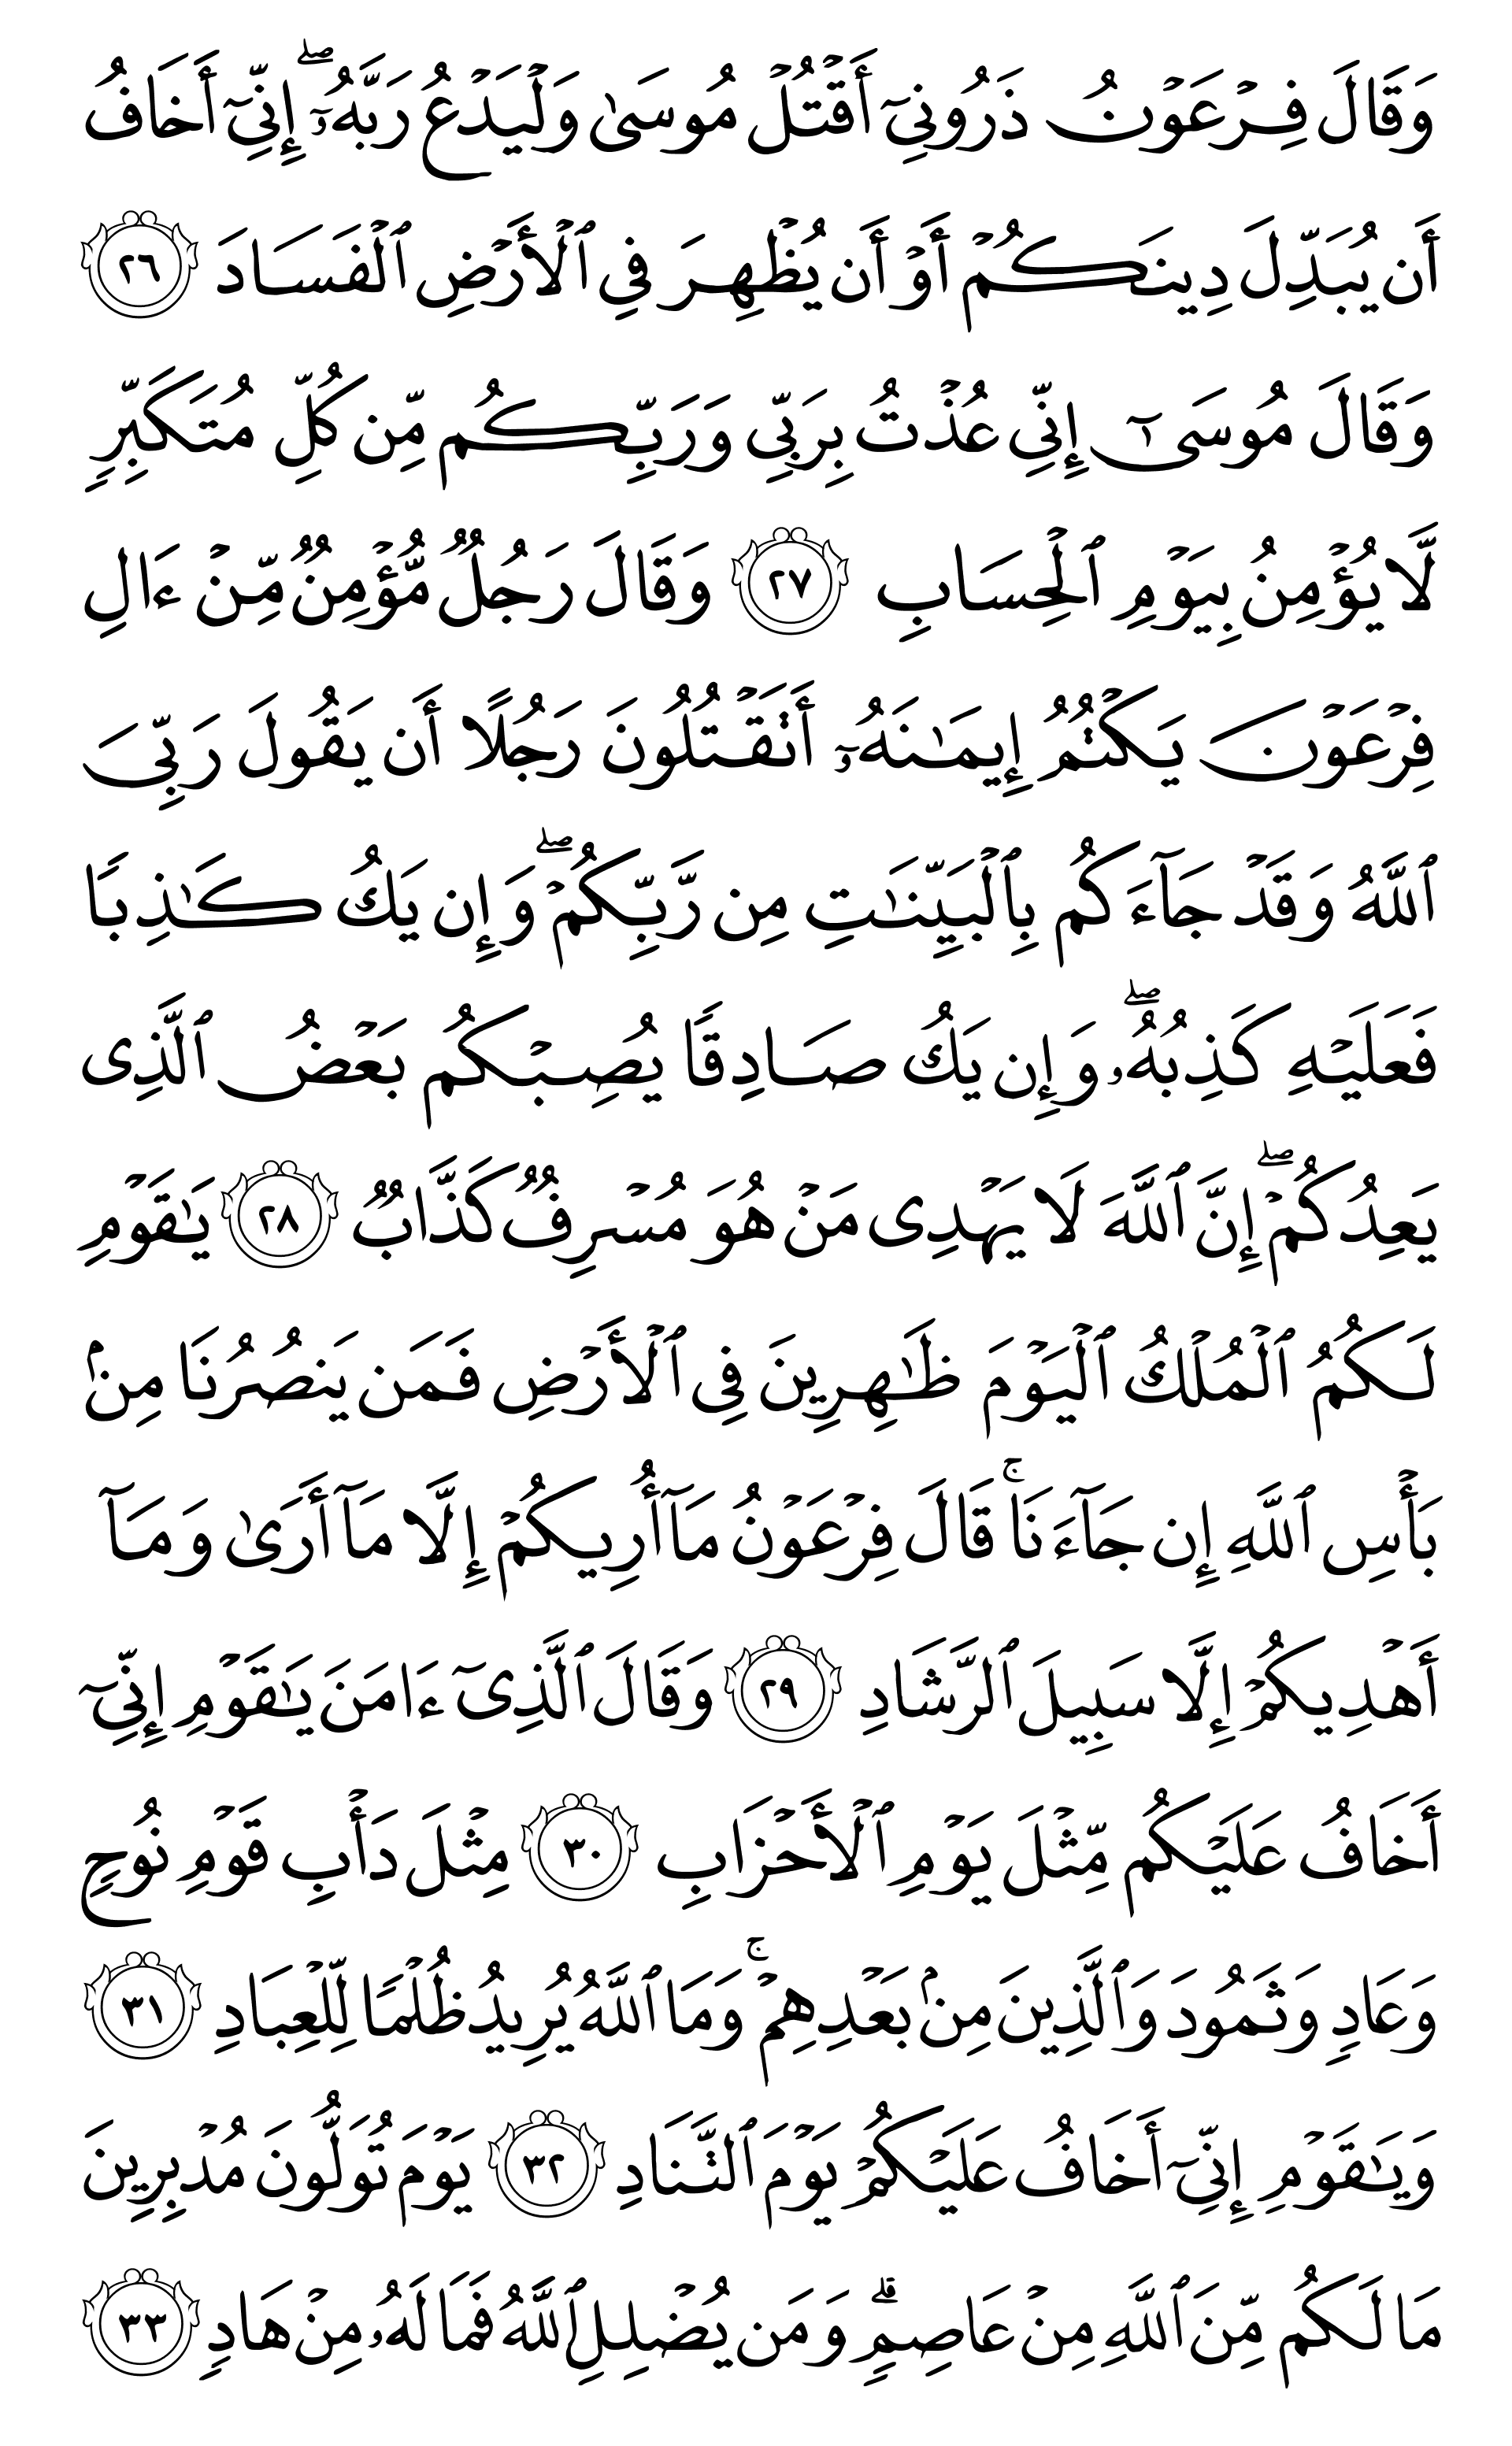 وَقَالَ فِرْعَوْنُ ذَرُونِيٓ أَقْتُلْ مُوسَىٰ وَلْيَدْعُ رَبَّهُۥٓۖ إِنِّيٓ أَخَافُ
أَن يُبَدِّلَ دِينَكُمْ أَوْ أَن يُظْهِرَ فِي ٱلْأَرْضِ ٱلْفَسَادَ ٢٦
وَقَالَ مُوسَىٰٓ إِنِّي عُذْتُ بِرَبِّي وَرَبِّكُم مِّن كُلِّ مُتَكَبِّرٍ
لَّا يُؤْمِنُ بِيَوْمِ ٱلْحِسَابِ ٢٧ وَقَالَ رَجُلٌ مُّؤْمِنٌ مِّنْ ءَالِ
فِرْعَوْنَ يَكْتُمُ إِيمَـٰنَهُۥٓ أَتَقْتُلُونَ رَجُلًا أَن يَقُولَ رَبِّيَ
ٱللَّهُ وَقَدْ جَآءَكُم بِٱلْبَيِّنَـٰتِ مِن رَّبِّكُمْۖ وَإِن يَكُ كَـٰذِبًا
فَعَلَيْهِ كَذِبُهُۥۖ وَإِن يَكُ صَادِقًا يُصِبْكُم بَعْضُ ٱلَّذِى
يَعِدُكُمْۖ إِنَّ ٱللَّهَ لَا يَهْدِى مَنْ هُوَ مُسْرِفٌ كَذَّابٌ ٢٨ يَـٰقَوْمِ
لَكُمُ ٱلْمُلْكُ ٱلْيَوْمَ ظَـٰهِرِينَ فِي ٱلْأَرْضِ فَمَن يَنصُرُنَا مِنۢ
بَأْسِ ٱللَّهِ إِن جَآءَنَاۚ قَالَ فِرْعَوْنُ مَآ أُرِيكُمْ إِلَّا مَآ أَرَىٰ وَمَآ
أَهْدِيكُمْ إِلَّا سَبِيلَ ٱلرَّشَادِ ٢٩ وَقَالَ ٱلَّذِىٓ ءَامَنَ يَـٰقَوْمِ إِنِّيٓ
أَخَافُ عَلَيْكُم مِّثْلَ يَوْمِ ٱلْأَحْزَابِ ٣٠ مِثْلَ دَأْبِ قَوْمِ نُوحٍ
وَعَادٍ وَثَمُودَ وَٱلَّذِينَ مِنۢ بَعْدِهِمْۚ وَمَا ٱللَّهُ يُرِيدُ ظُلْمًا لِّلْعِبَادِ ٣١
وَيَـٰقَوْمِ إِنِّيٓ أَخَافُ عَلَيْكُمْ يَوْمَ ٱلتَّنَادِ ٣٢ يَوْمَ تُوَلُّونَ مُدْبِرِينَ
مَا لَكُم مِّنَ ٱللَّهِ مِنْ عَاصِمٍۗ وَمَن يُضْلِلِ ٱللَّهُ فَمَا لَهُۥ مِنْ هَادٍ ٣٣